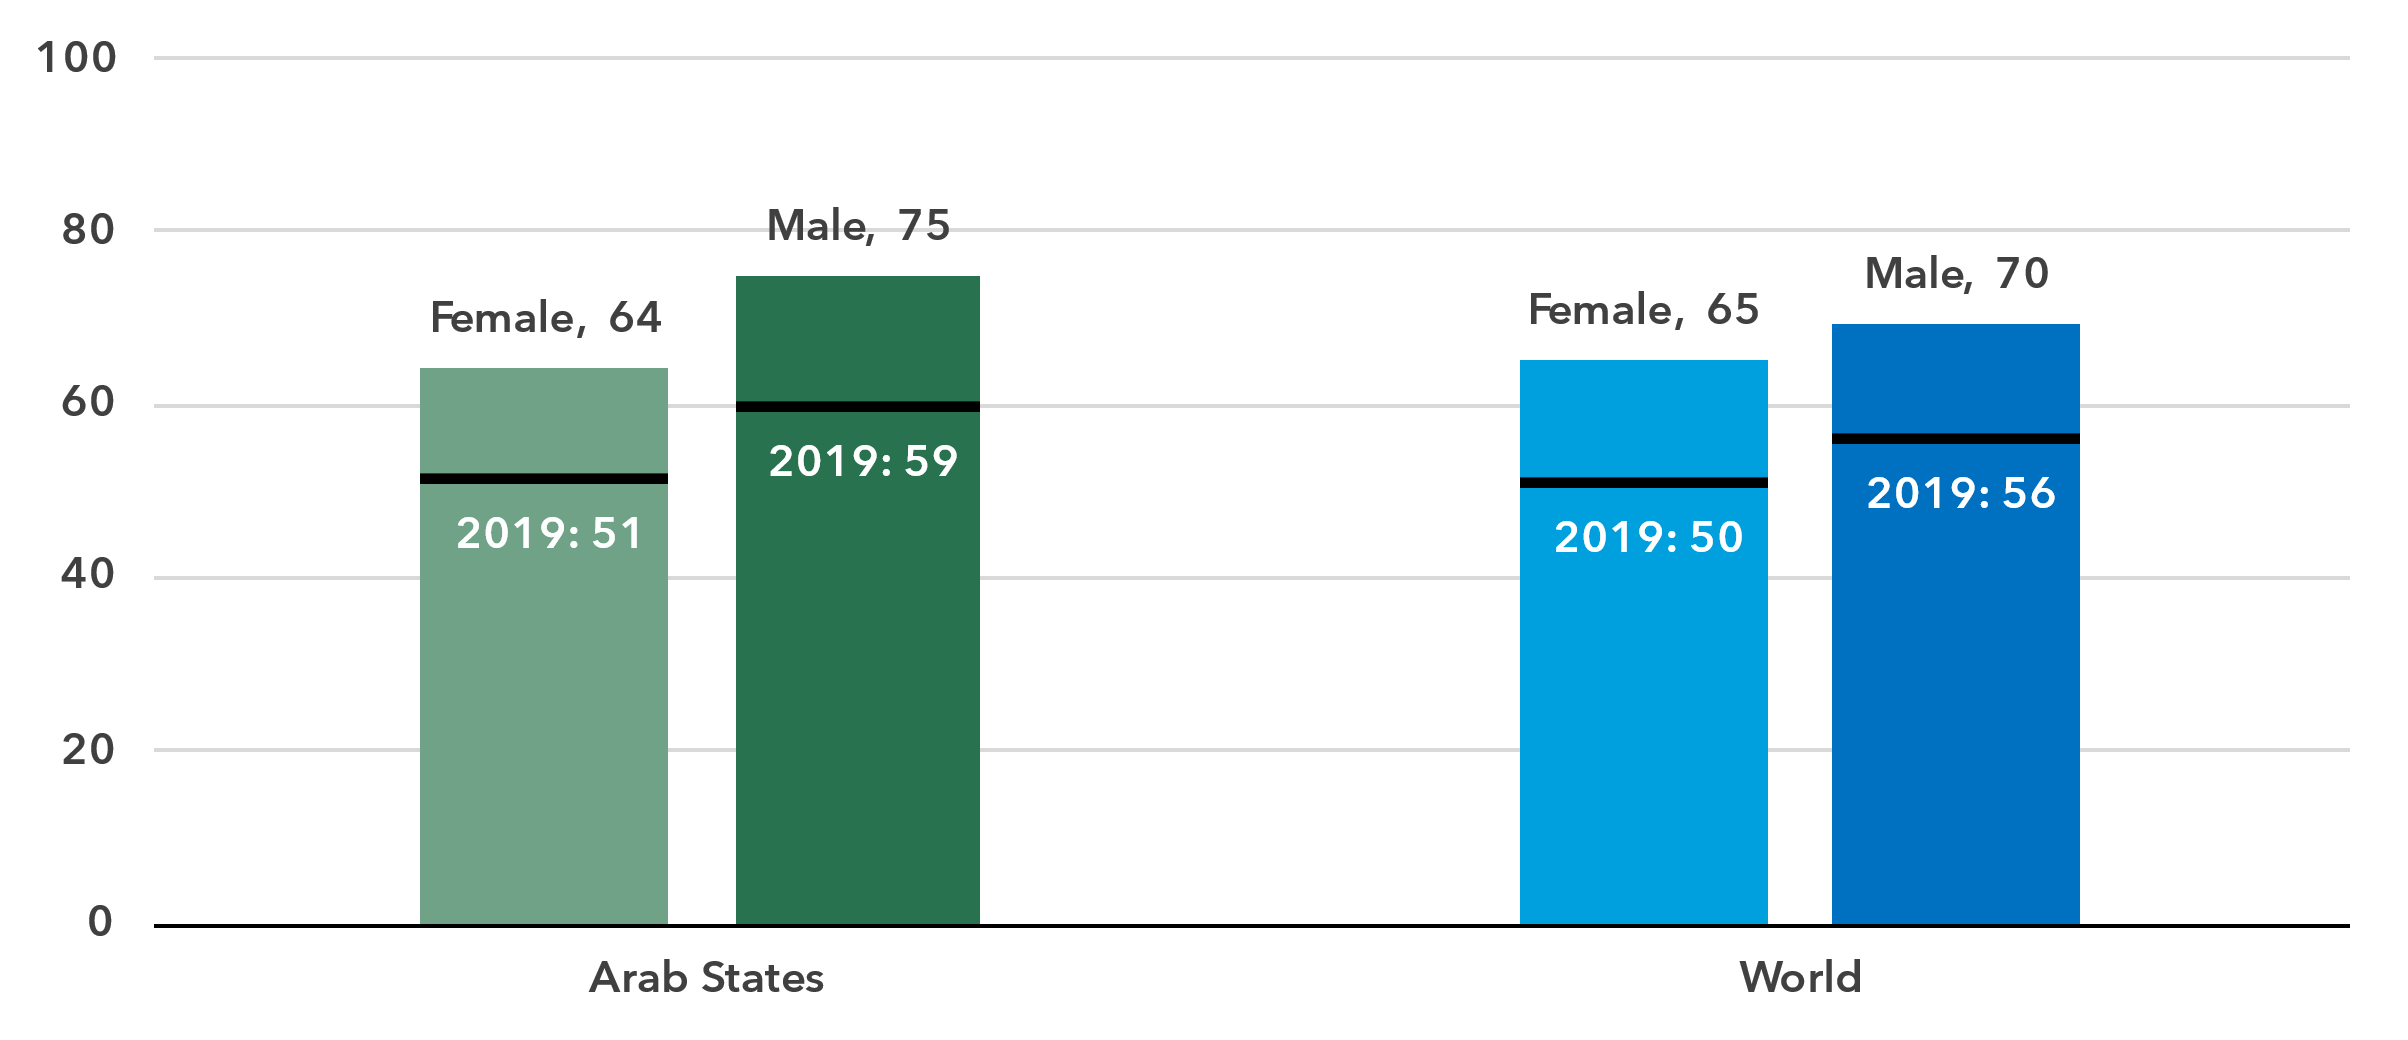 100
80
60
40
20
0
Female, 64
2019: 51
Male, 75
2019: 59
Female, 65
2019: 50
Male, 70
2019: 56
Arab States
World